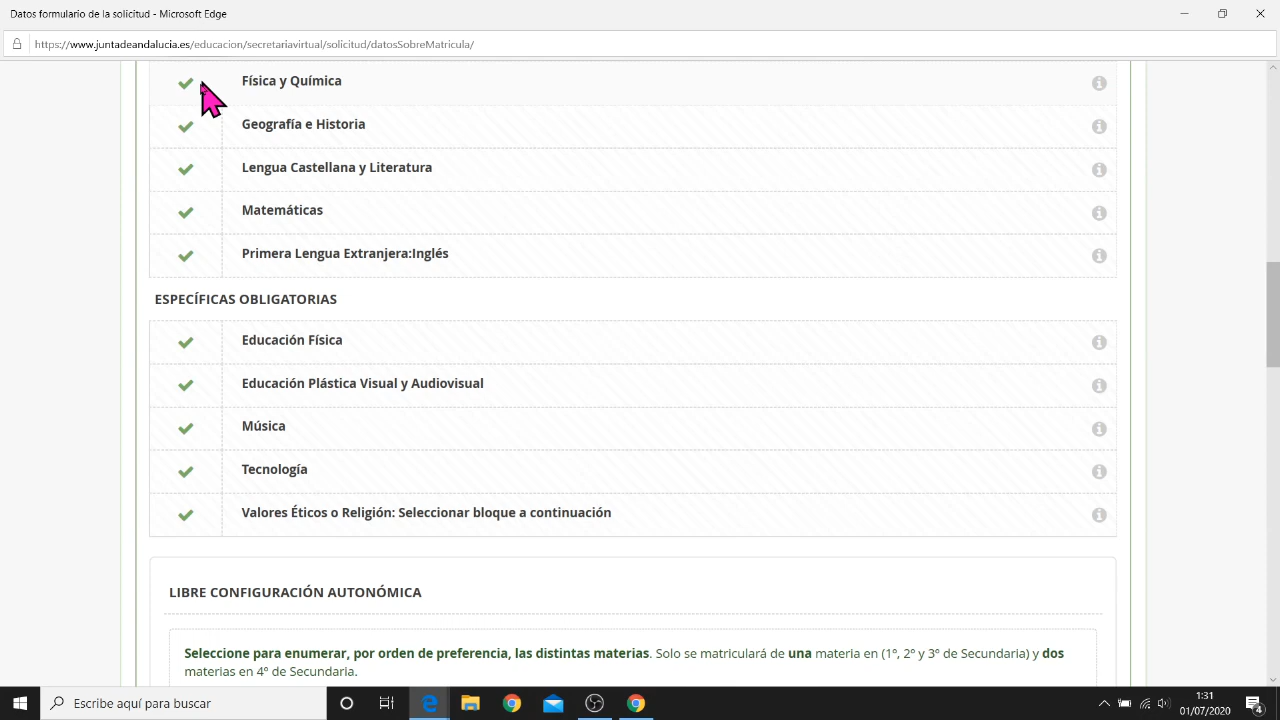 Datos formulario de la solicitud - Microsoft Edge
https://www.juntadeandalucia.es/educacion/secretariavirtual/solicitud/datosSobreMatricula/
Física y Química
Geografía e Historia
Lengua Castellana y Literatura
Matemáticas
Primera Lengua Extranjera:Inglés
ESPECÍFICAS OBLIGATORIAS
Educación Física
Educación Plástica Visual y Audiovisual
Música
Tecnología
Valores Éticos o Religión: Seleccionar bloque a continuación
LIBRE CONFIGURACIÓN AUTONÓMICA
Seleccione para enumerar, por orden de preferencia, las distintas materias. Solo se matriculará de una materia en (1º, 2º y 3º de Secundaria) y dos
materias en 4º de Secundaria.
Escribe aquí para buscar
1:31
01/07/2020
4